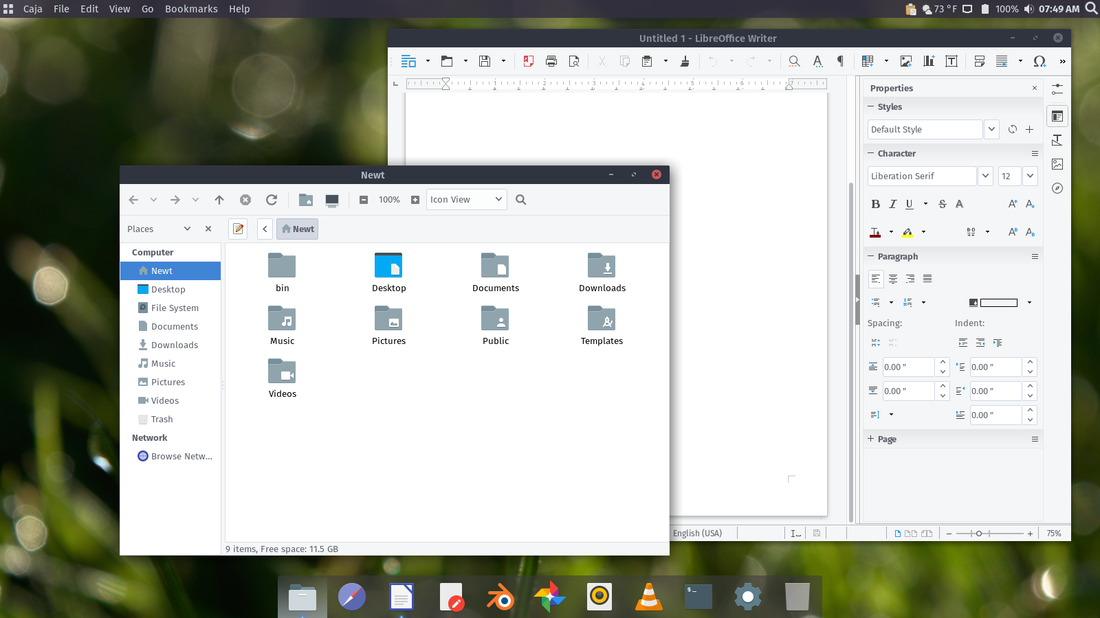 Caja File Edit View Go Bookmarks Help 73 °F 100% 07:49 AM
Untitled 1 - LibreOffice Writer
Properties
Styles
Default Style
Character
Liberation Serif 12
Paragraph
Spacing: Indent:
0.00 " 0.00 "
0.00 " 0.00 "
0.00 "
Page
English (USA) 75%
Newt
100% Icon View
Places Newt
Computer
Newt
Desktop
File System
Documents
Downloads
Music
Pictures
Videos
Trash
Network
Browse Netw...
bin Desktop Documents Downloads
Music Pictures Public Templates
Videos
9 items, Free space: 11.5 GB